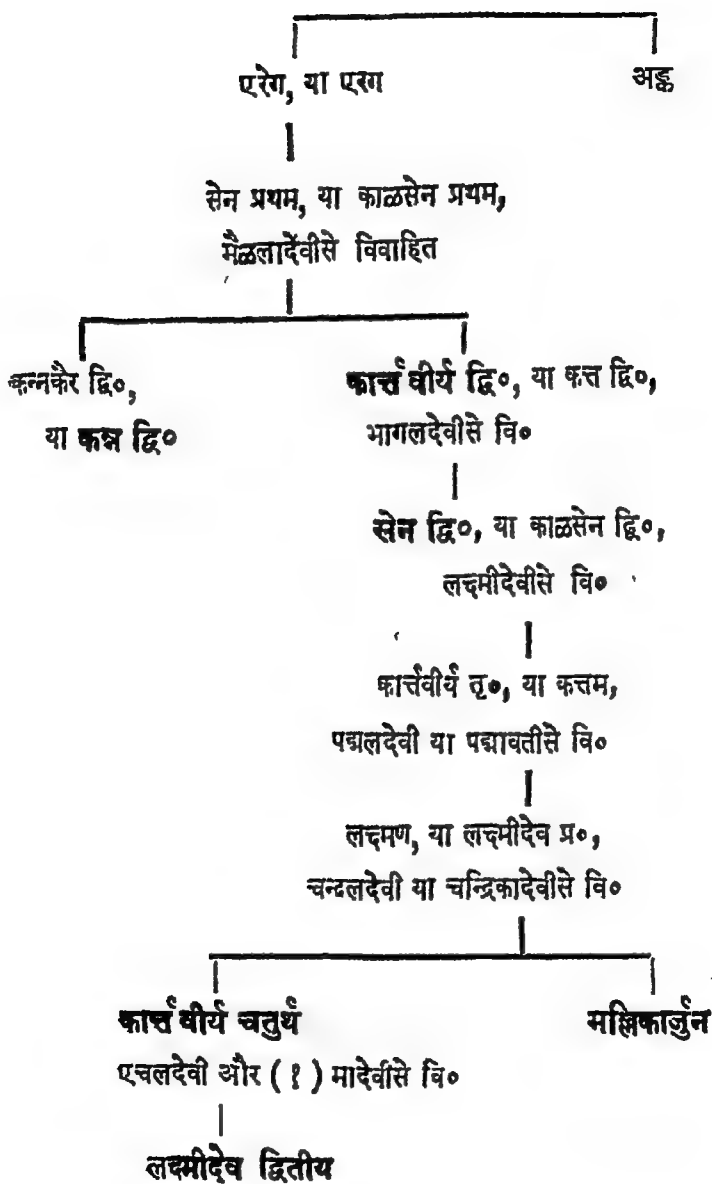 एरेग, या एरग
अङ्क
सेन प्रथम, या काळसेन प्रथम,
मैळलादेवीसे विवाहित
कन्नकैर द्वि०,
या कन्न द्वि०
कार्त्तवीर्य द्वि०, या कत्त द्वि०,
भागलदेवीसे वि०
सेन द्वि०, या काळसेन द्वि०,
लक्ष्मीदेवीसे वि०
कार्त्तवीर्य तृ०, या कत्तम,
पद्मलदेवी या पद्मावतीसे वि०
लक्ष्मण, या लक्ष्मीदेव प्र०,
चन्दलदेवी या चन्द्रिकादेवीसे वि०
कार्त्तवीर्य चतुर्थ
मल्लिकार्जुन
एचलदेवी और (१) मादेवीसे वि०
लक्ष्मीदेव द्वितीय